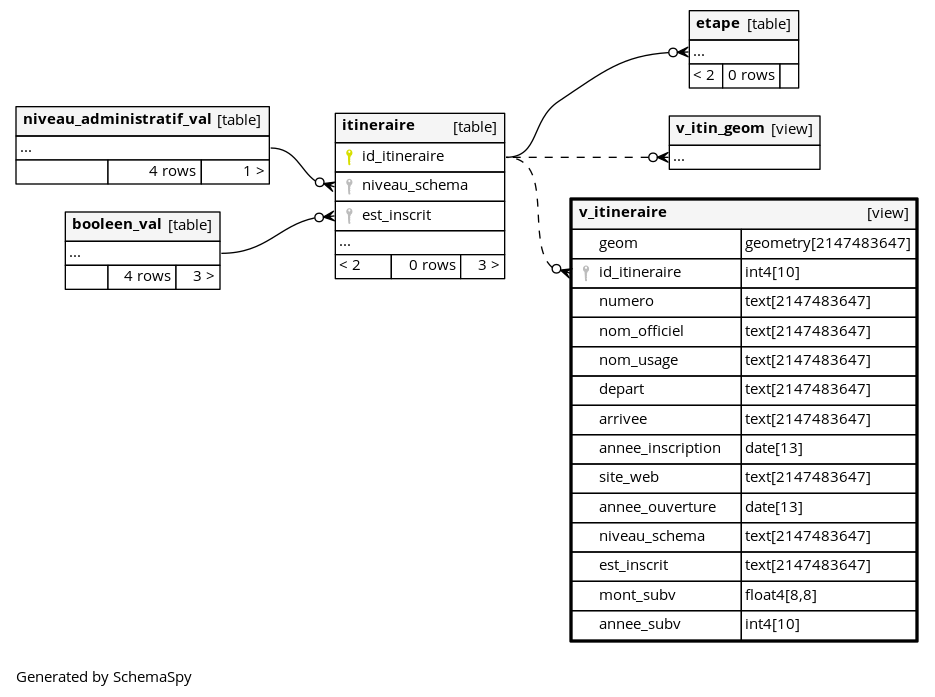 etape [table]
...
< 2 0 rows
niveau_administratif_val [table]
...
4 rows 1 >
booleen_val [table]
...
4 rows 3 >
itineraire [table]
id_itineraire
niveau_schema
est_inscrit
...
< 2 0 rows 3 >
v_itin_geom [view]
...
v_itineraire [view]
geom geometry[2147483647]
id_itineraire int4[10]
numero text[2147483647]
nom_officiel text[2147483647]
nom_usage text[2147483647]
depart text[2147483647]
arrivee text[2147483647]
annee_inscription date[13]
site_web text[2147483647]
annee_ouverture date[13]
niveau_schema text[2147483647]
est_inscrit text[2147483647]
mont_subv float4[8,8]
annee_subv int4[10]
Generated by SchemaSpy